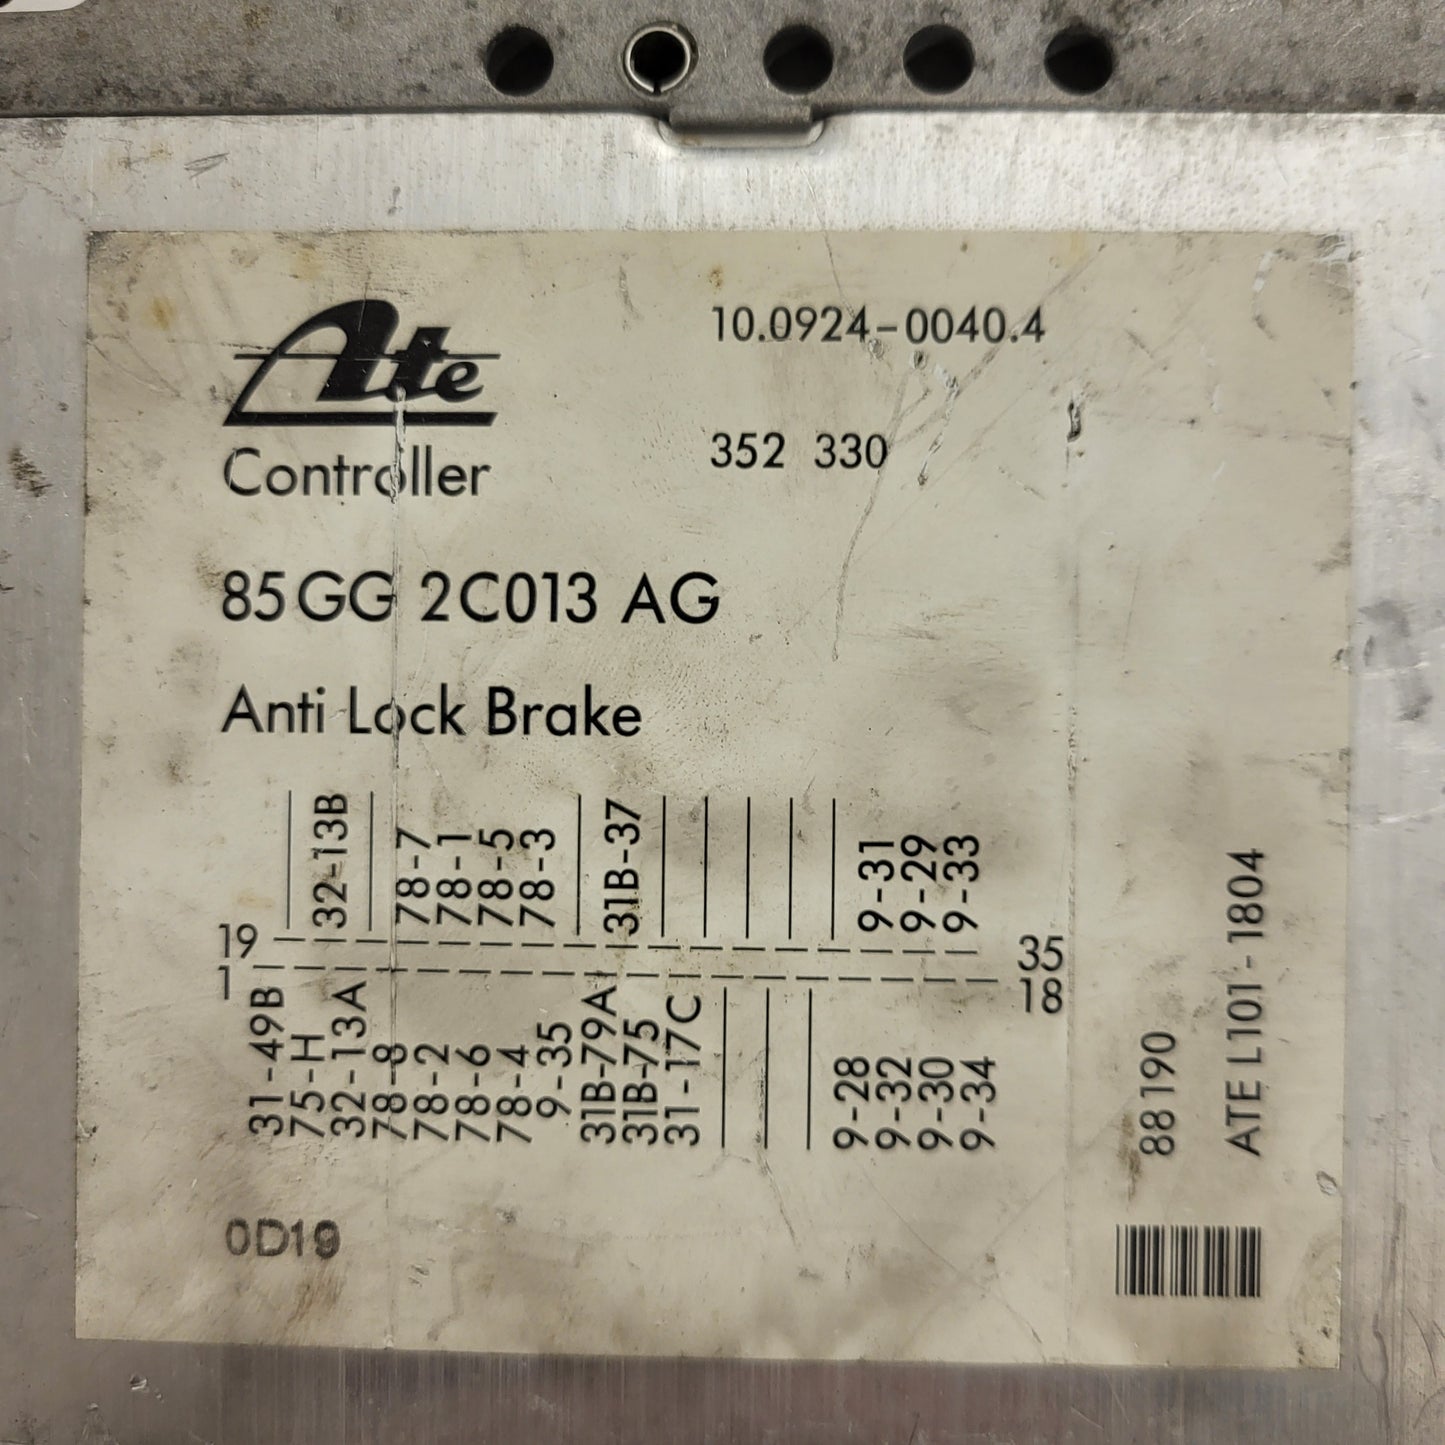 Ate
10.0924-0040.4
Controller
352 330
85GG 2C013 AG
Anti Lock Brake
32-13B
78-7
78-1
78-5
78-3
31B-37
9-31
9-29
9-33
19
35
1
18
31-49B
75-H
32-13A
78-8
78-2
78-6
78-4
9-35
31B-79A
31B-75
31-17C
9-28
9-32
9-30
9-34
88190
ATE L101-1804
0D19